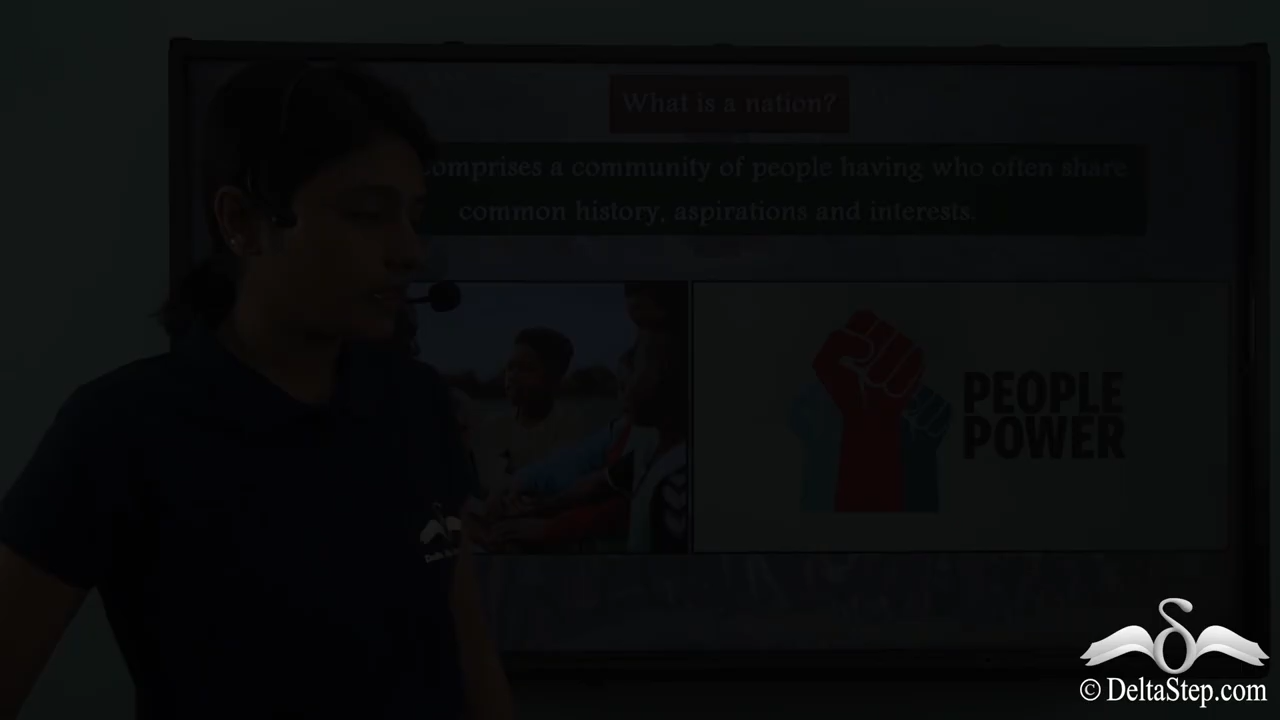 What is a nation?
comprises a community of people having who often share
common history, aspirations and interests.
PEOPLE
POWER
© DeltaStep.com